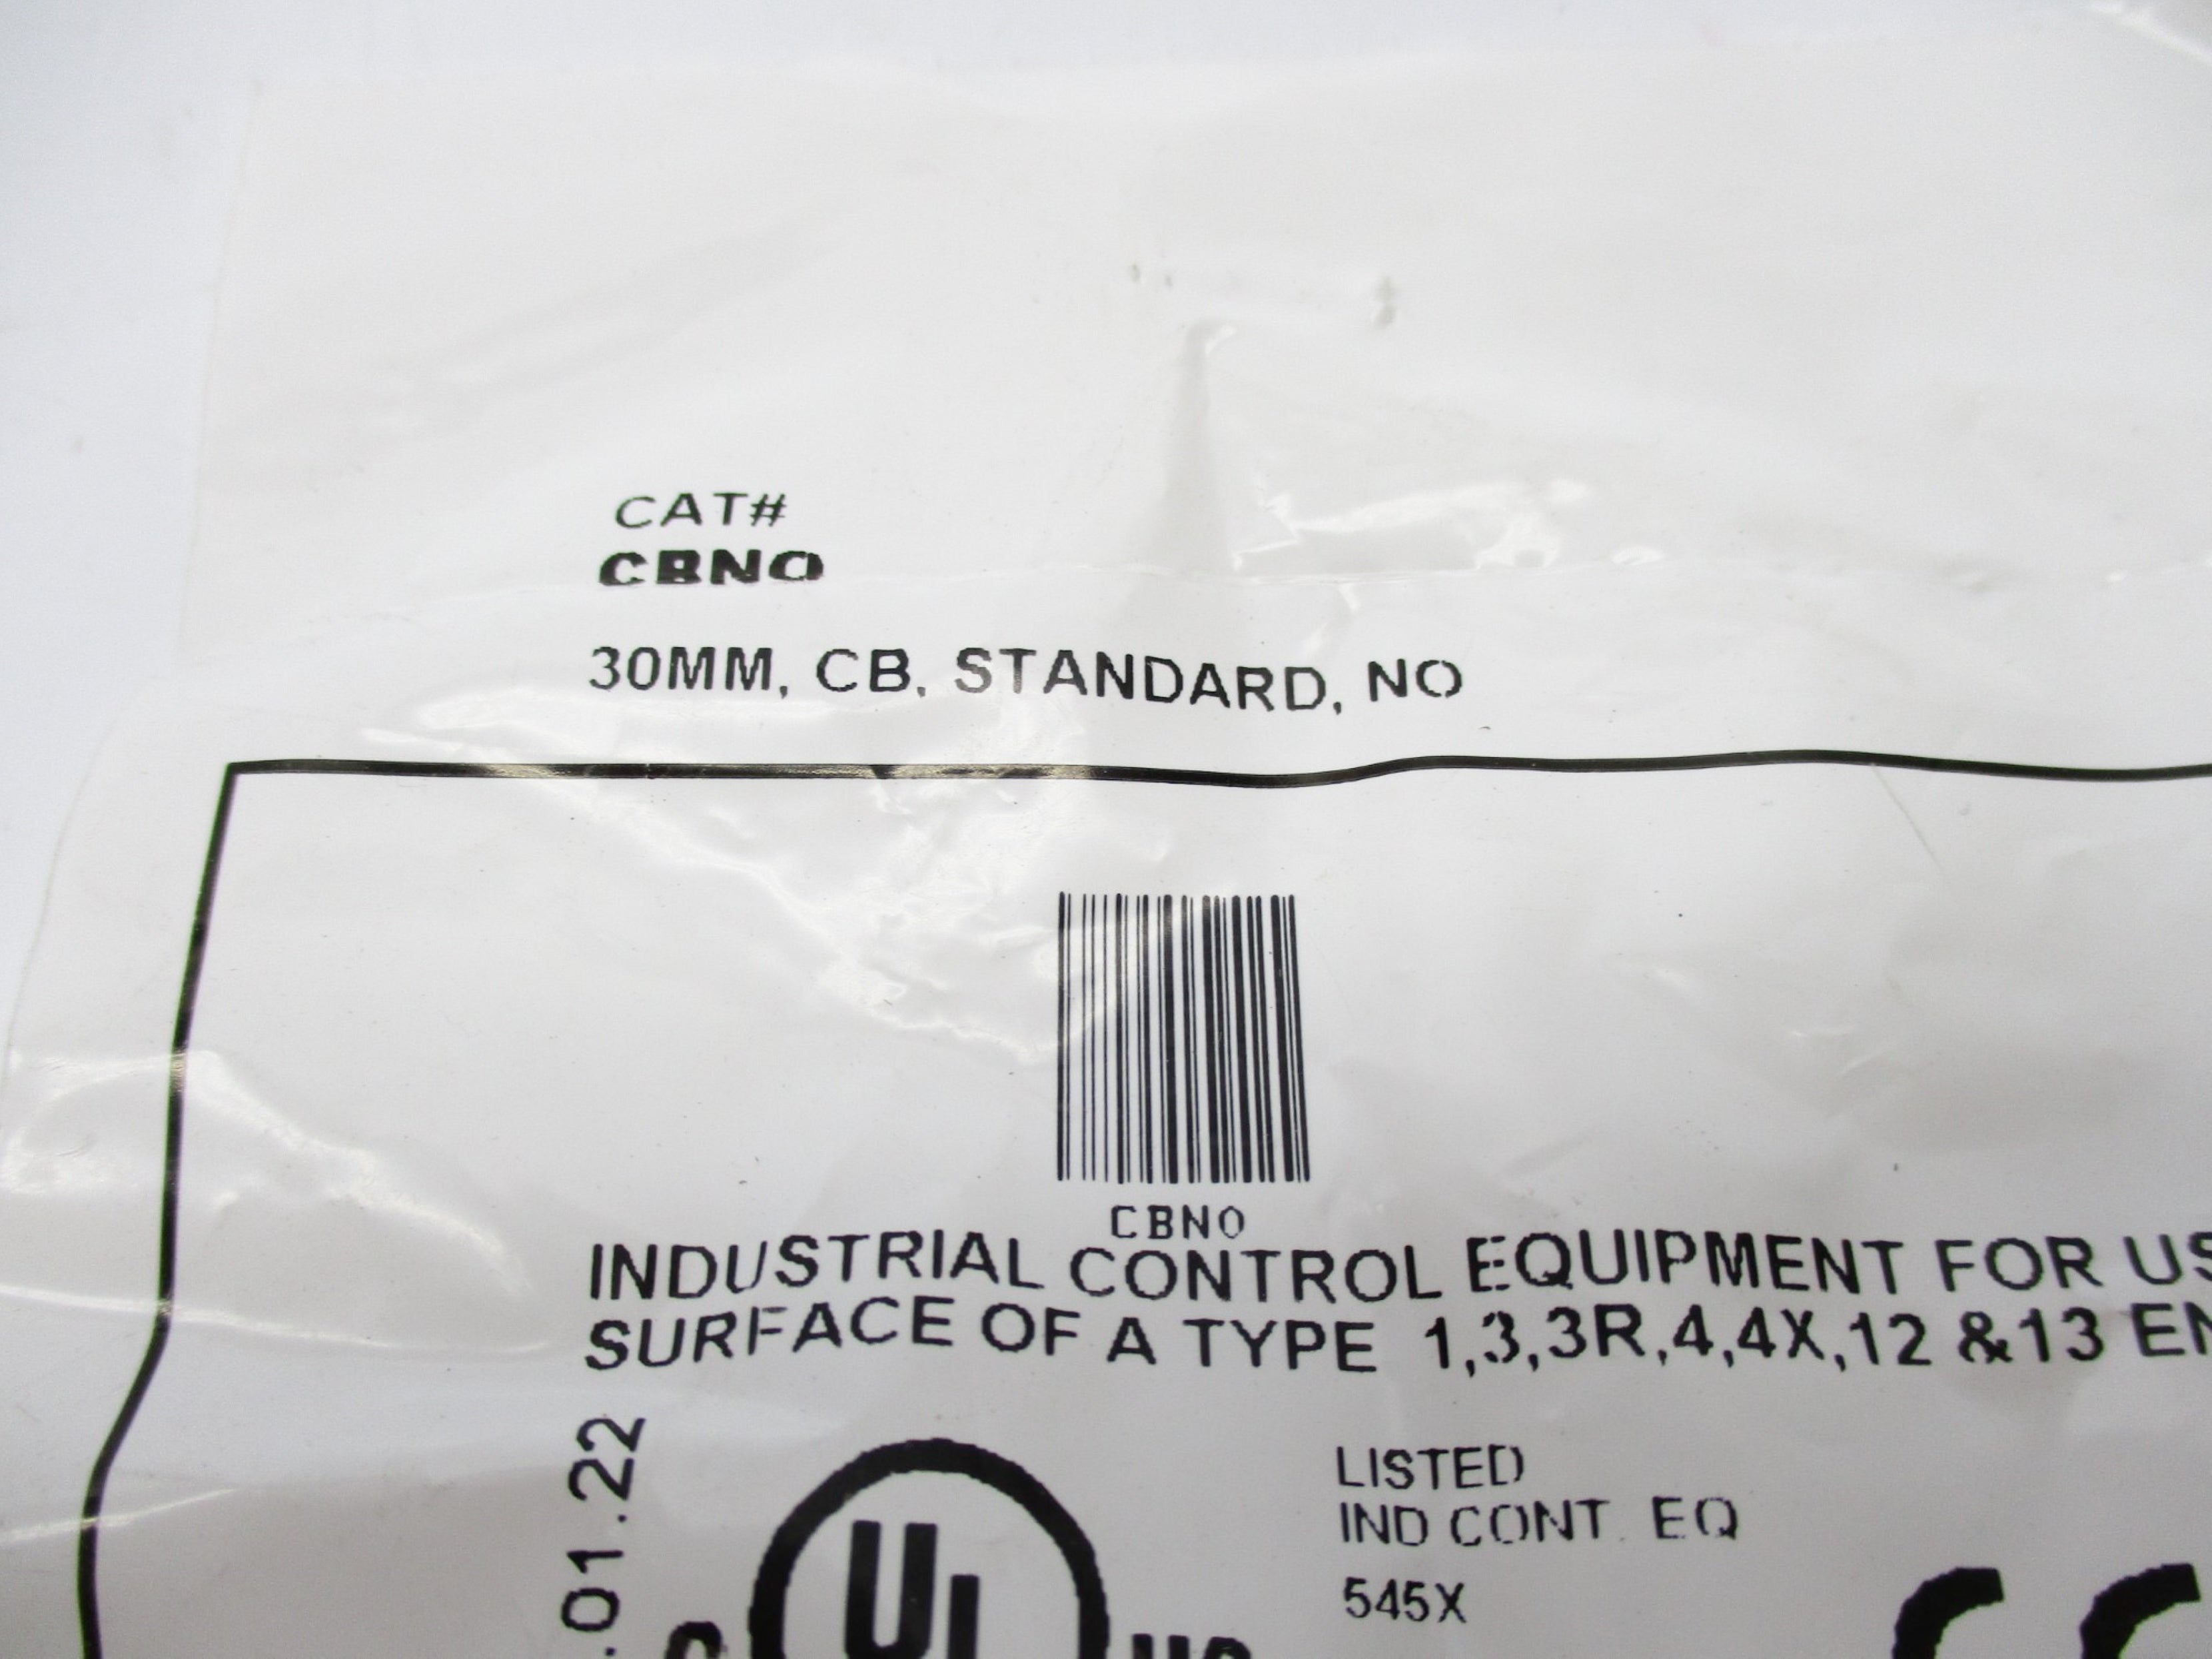 CAT#
CBNO
30MM, CB, STANDARD, NO
CBNO
INDUSTRIAL CONTROL EQUIPMENT FOR US
SURFACE OF A TYPE 1,3,3R,4,4X,12 &13 EN
.01.22
UL
LISTED
IND CONT. EQ
545X